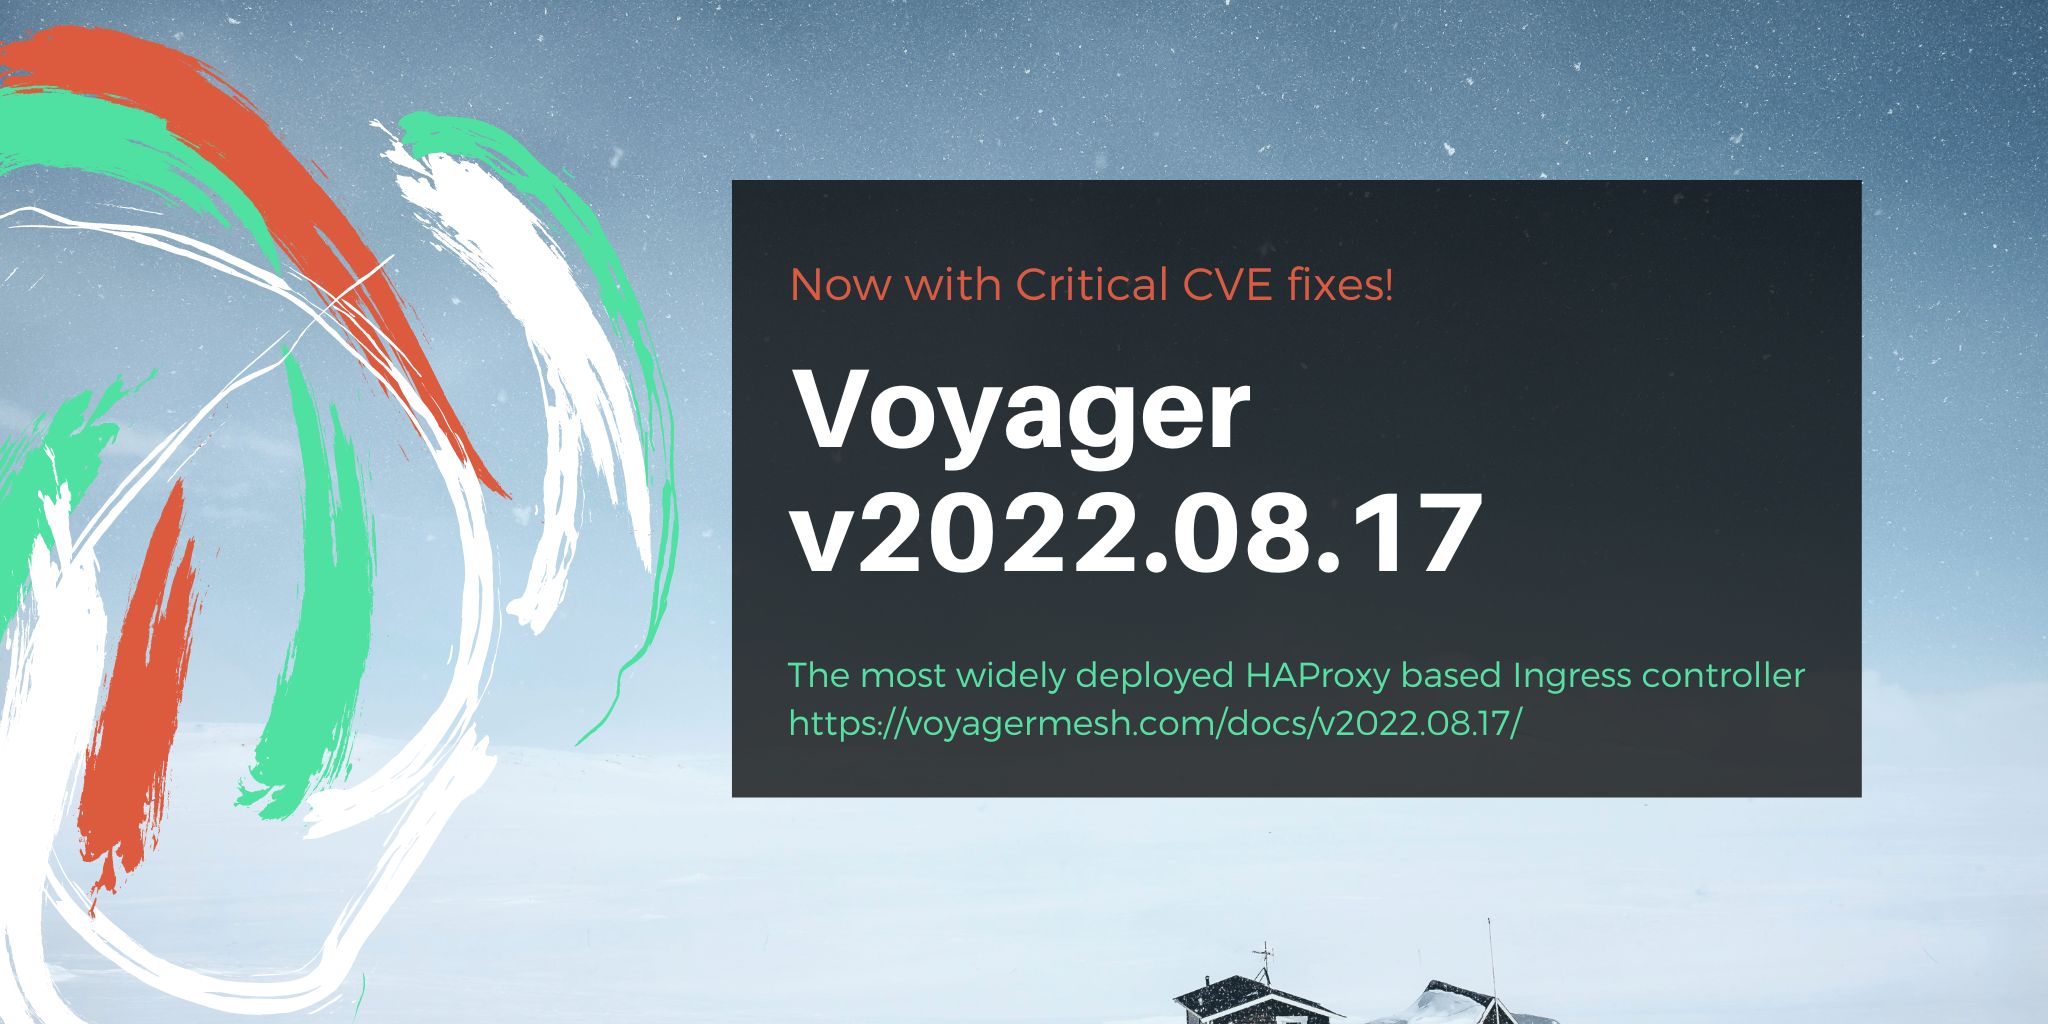 Now with Critical CVE fixes!
Voyager
v2022.08.17
The most widely deployed HAProxy based Ingress controller
https://voyagermesh.com/docs/v2022.08.17/